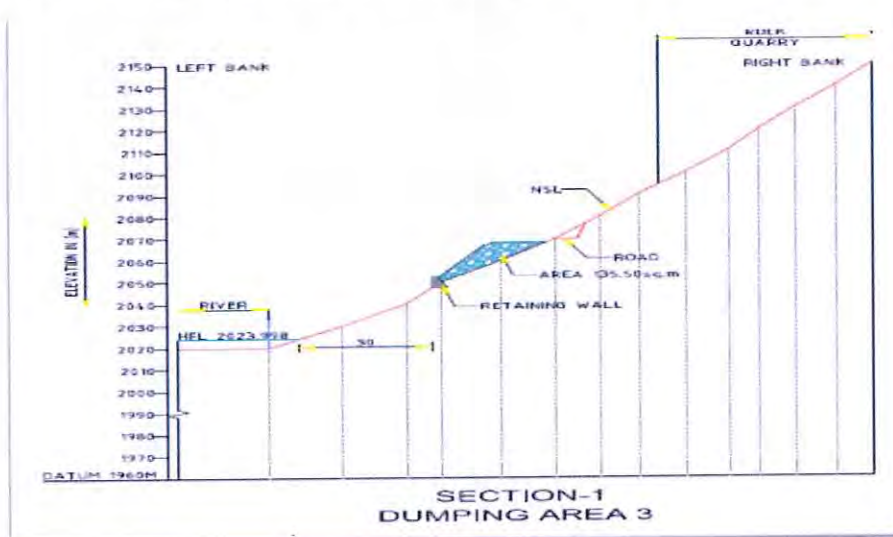 QUARRY
2150 LEFT BANK
RIGHT BANK
2140
2130
2120
2110
2100
2090
NSL
2080
2070
ROAD
2060
AREA
2050
RETAINING WALL
ELEVATION IN (m)
2040
RIVER
2030
HFL 2023.998
2020
2010
2000
1990
1980
1970
DATUM 1960M
SECTION-1
DUMPING AREA 3